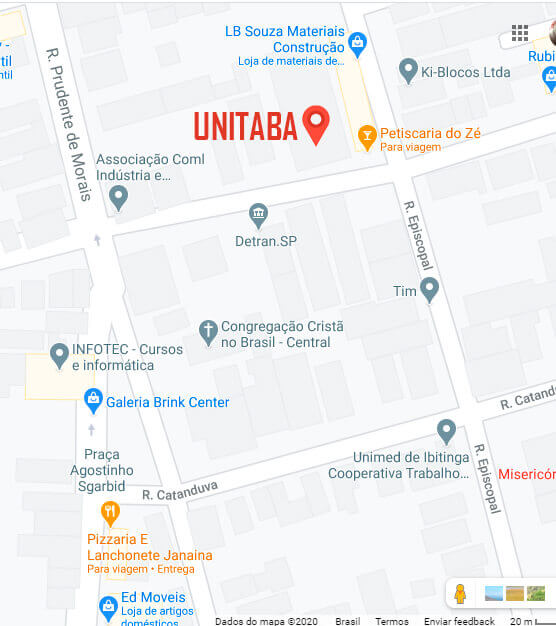 LB Souza Materiais
Construção
Loja de materiais de…
Rubi
Ki-Blocos Ltda
R. Prudente de Morais
UNITABA
Petiscaria do Zé
Para viagem
Associação Coml
Indústria e…
Detran.SP
R. Episcopal
Tim
Congregação Cristã
no Brasil - Central
INFOTEC - Cursos
e informática
Galeria Brink Center
R. Catanduv
Praça
Agostinho
Sgarbid
Unimed de Ibitinga
Cooperativa Trabalho…
R. Episcopal
Misericór
R. Catanduva
Pizzaria E
Lanchonete Janaina
Para viagem • Entrega
Ed Moveis
Loja de artigos
domésticos
Dados do mapa ©2020 Brasil Termos Enviar feedback 20 m